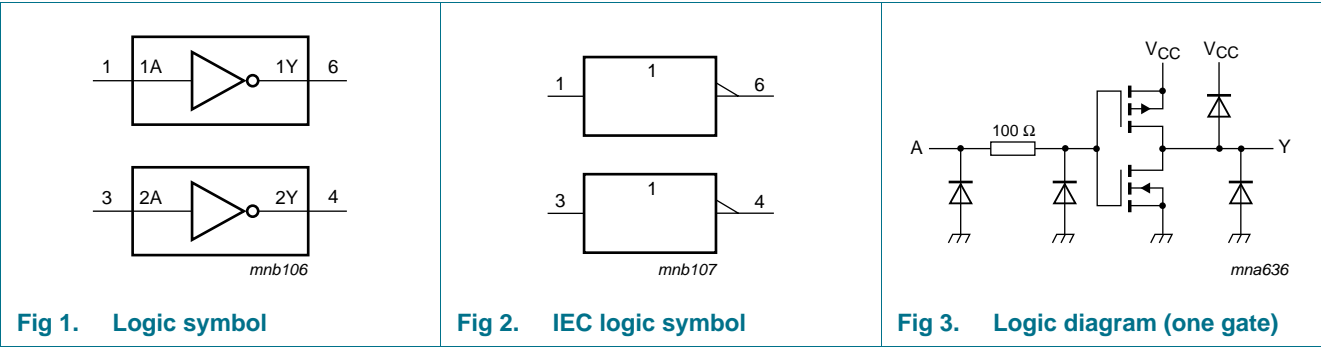 1 1A 1Y 6
3 2A 2Y 4
mnb106
Fig 1. Logic symbol
1 1 6
3 1 4
mnb107
Fig 2. IEC logic symbol
VCC VCC
100 Ω
A Y
mna636
Fig 3. Logic diagram (one gate)